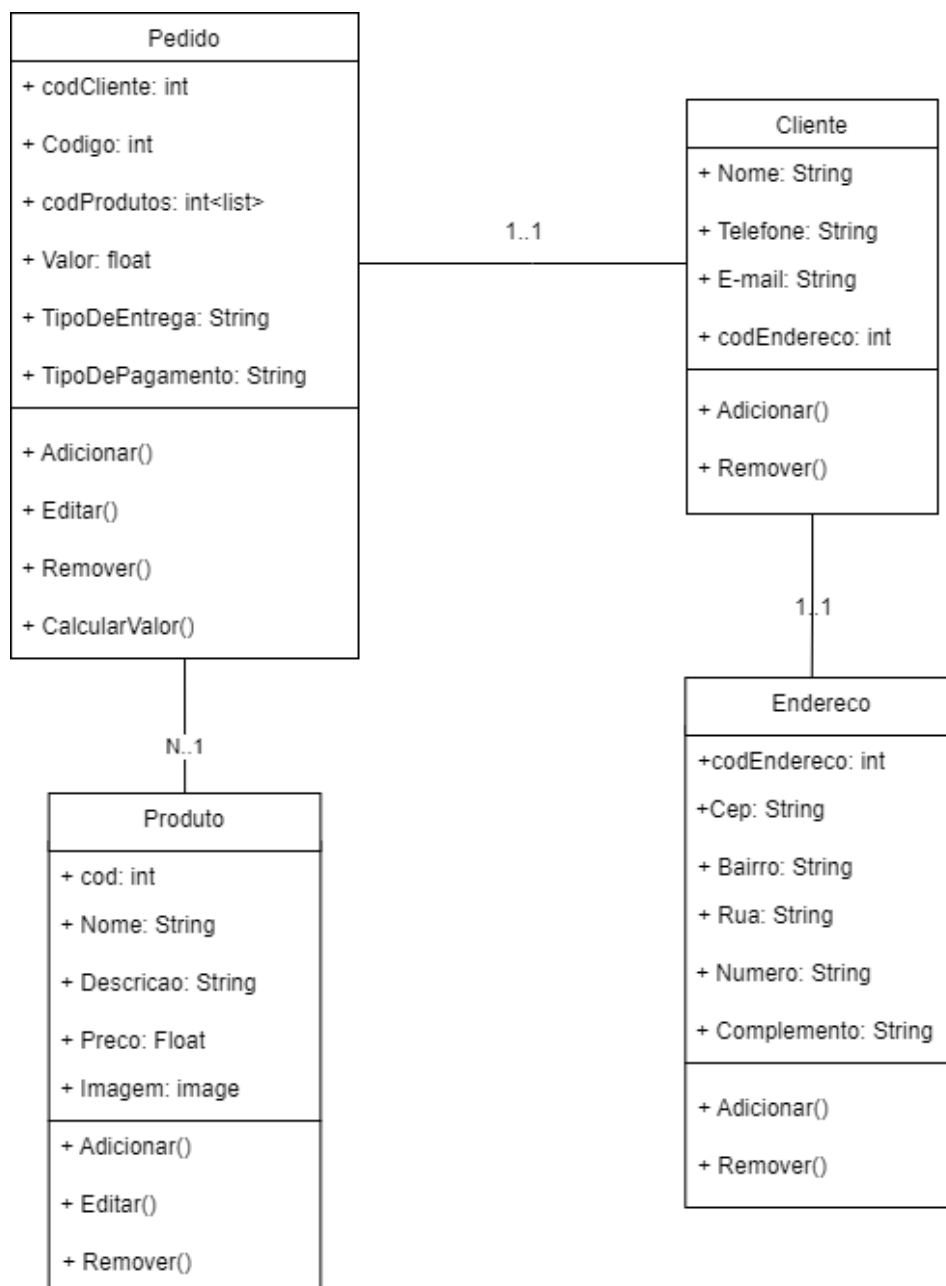 Pedido
+ codCliente: int
+ Codigo: int
+ codProdutos: int<list>
+ Valor: float
+ TipoDeEntrega: String
+ TipoDePagamento: String
+ Adicionar()
+ Editar()
+ Remover()
+ CalcularValor()
1..1
Cliente
+ Nome: String
+ Telefone: String
+ E-mail: String
+ codEndereco: int
+ Adicionar()
+ Remover()
1..1
N..1
Produto
+ cod: int
+ Nome: String
+ Descricao: String
+ Preco: Float
+ Imagem: image
+ Adicionar()
+ Editar()
+ Remover()
Endereco
+codEndereco: int
+Cep: String
+ Bairro: String
+ Rua: String
+ Numero: String
+ Complemento: String
+ Adicionar()
+ Remover()